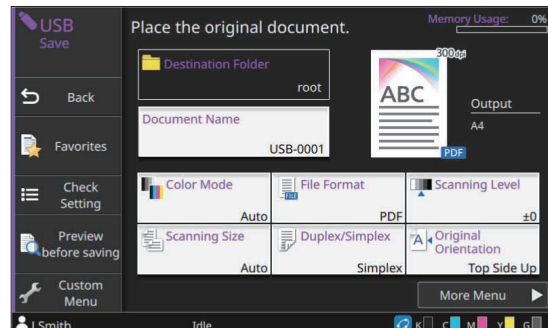 USB
Save
Place the original document.
Memory Usage: 0%
Destination Folder
root
Document Name
USB-0001
300dpi
ABC
PDF
Output
A4
Back
Favorites
Check
Setting
Preview
before saving
Custom
Menu
Color Mode
Auto
File Format
FILE
PDF
Scanning Level
±0
Scanning Size
Auto
Duplex/Simplex
Simplex
A
Original
Orientation
Top Side Up
More Menu
J.Smith
Idle
K C M Y G